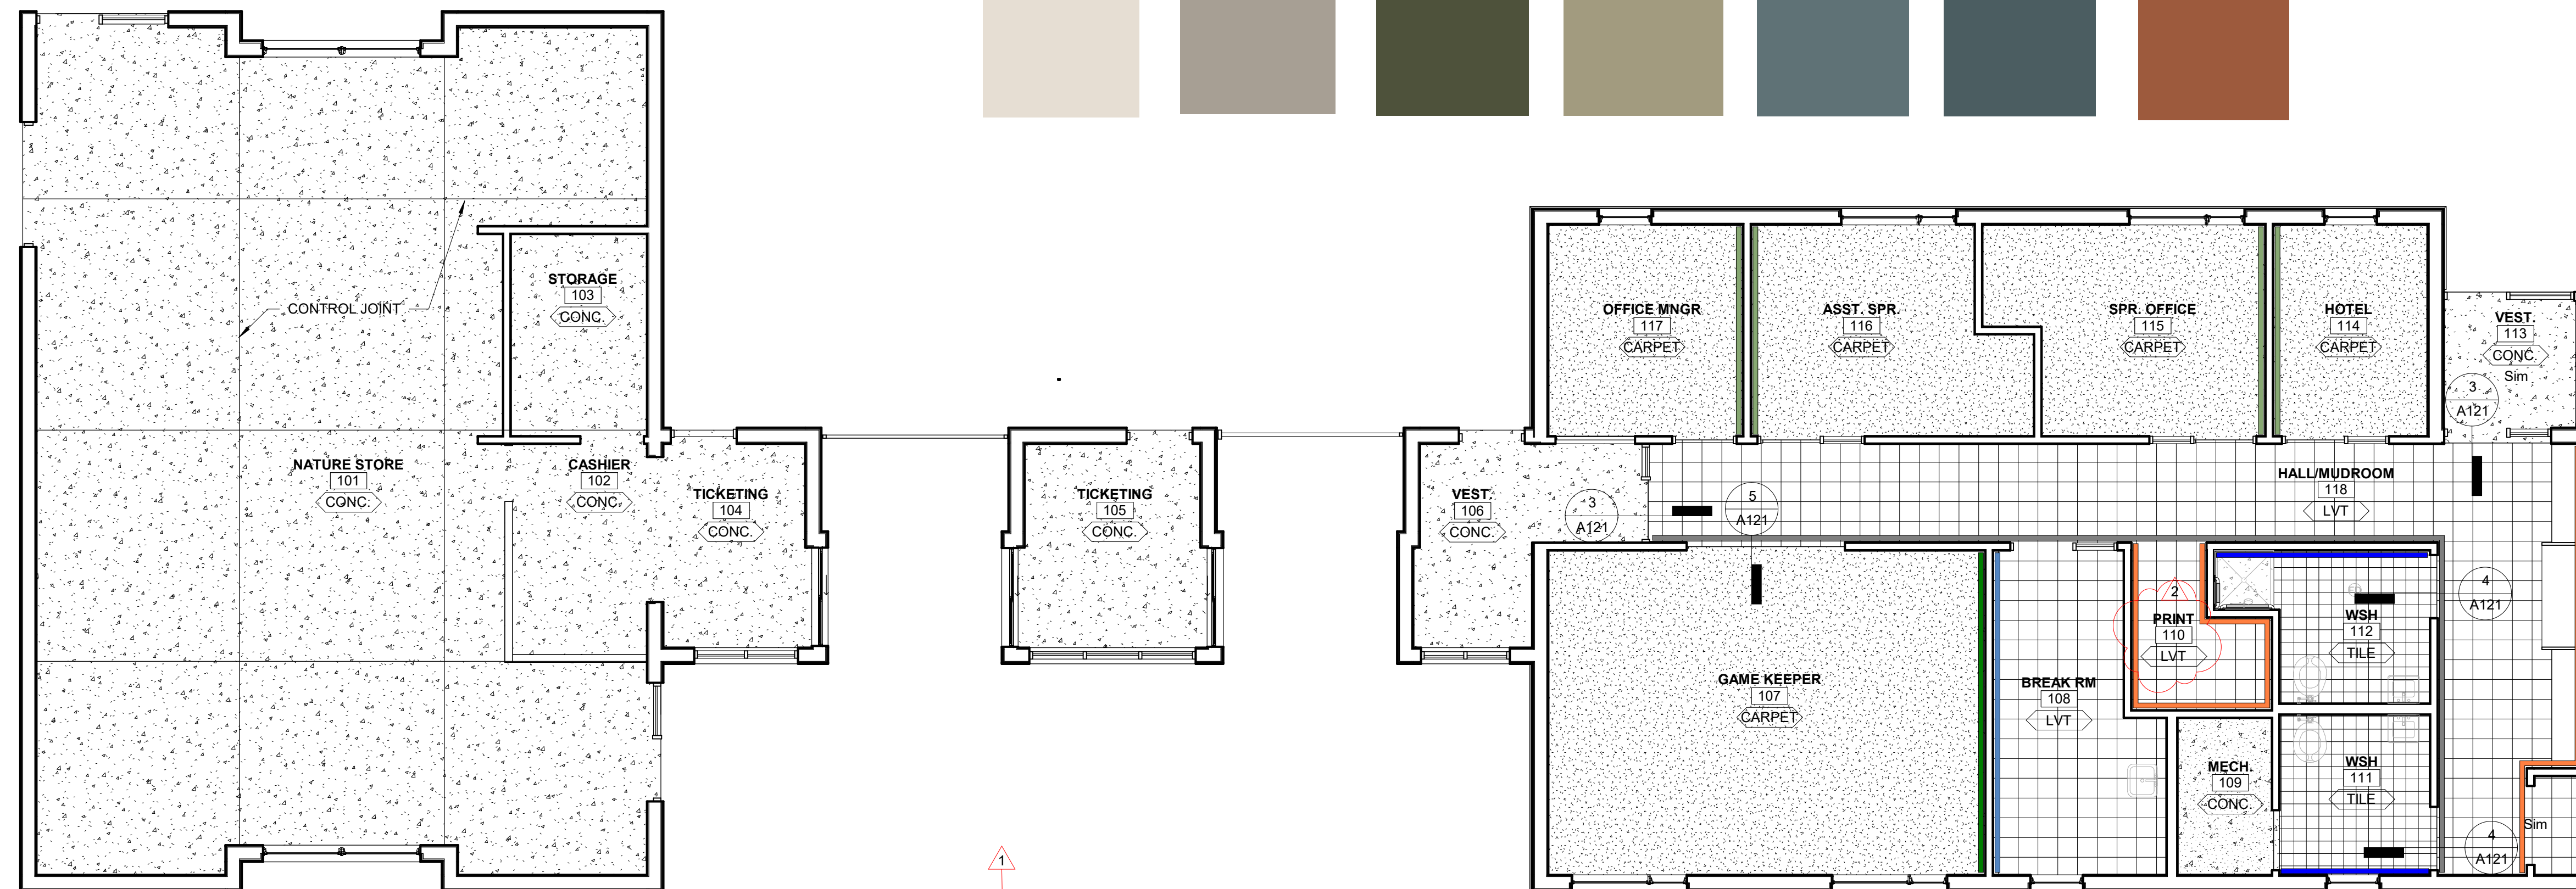 STORAGE
103
CONC.
CONTROL JOINT
NATURE STORE
101
CONC.
CASHIER
102
CONC.
TICKETING
104
CONC.
TICKETING
105
CONC.
VEST.
106
CONC.
3
A121
5
A121
OFFICE MNGR
117
CARPET
ASST. SPR.
116
CARPET
SPR. OFFICE
115
CARPET
HOTEL
114
CARPET
VEST.
113
CONC.
Sim
3
A121
HALL/MUDROOM
118
LVT
4
A121
2
PRINT
110
LVT
WSH
112
TILE
GAME KEEPER
107
CARPET
BREAK RM
108
LVT
MECH.
109
CONC.
WSH
111
TILE
Sim
4
A121
1